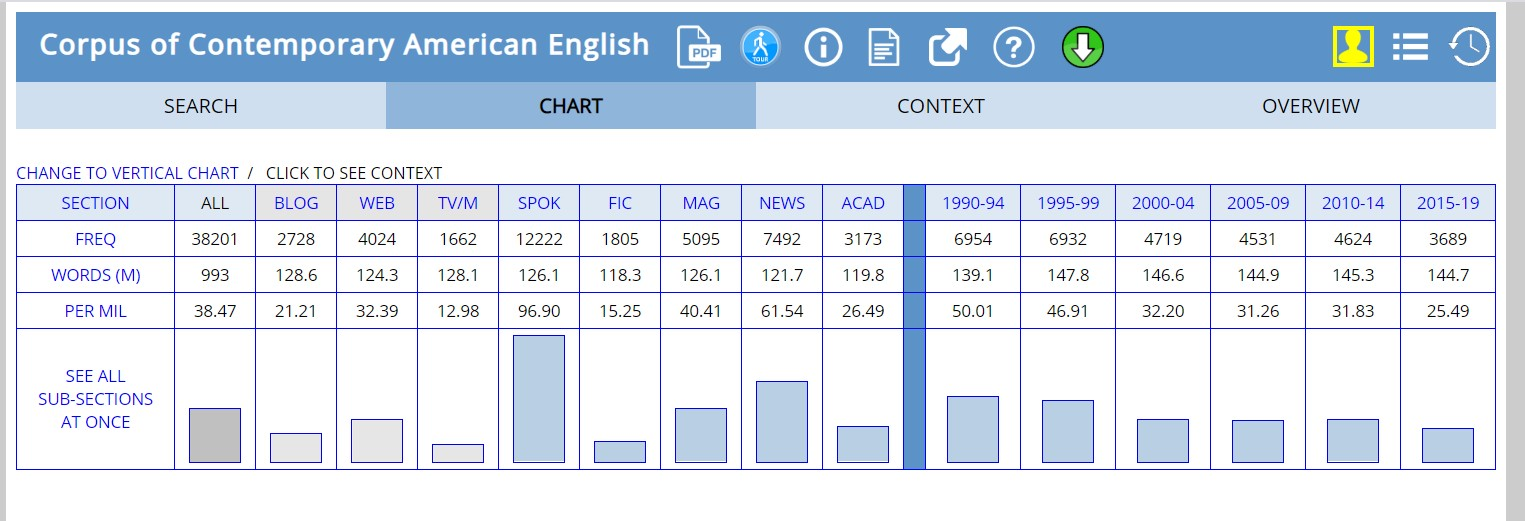 Corpus of Contemporary American English PDF TOUR
SEARCH CHART CONTEXT OVERVIEW
CHANGE TO VERTICAL CHART / CLICK TO SEE CONTEXT
SECTION ALL BLOG WEB TV/M SPOK FIC MAG NEWS ACAD 1990-94 1995-99 2000-04 2005-09 2010-14 2015-19
FREQ 38201 2728 4024 1662 12222 1805 5095 7492 3173 6954 6932 4719 4531 4624 3689
WORDS (M) 993 128.6 124.3 128.1 126.1 118.3 126.1 121.7 119.8 139.1 147.8 146.6 144.9 145.3 144.7
PER MIL 38.47 21.21 32.39 12.98 96.90 15.25 40.41 61.54 26.49 50.01 46.91 32.20 31.26 31.83 25.49
SEE ALL
SUB-SECTIONS
AT ONCE